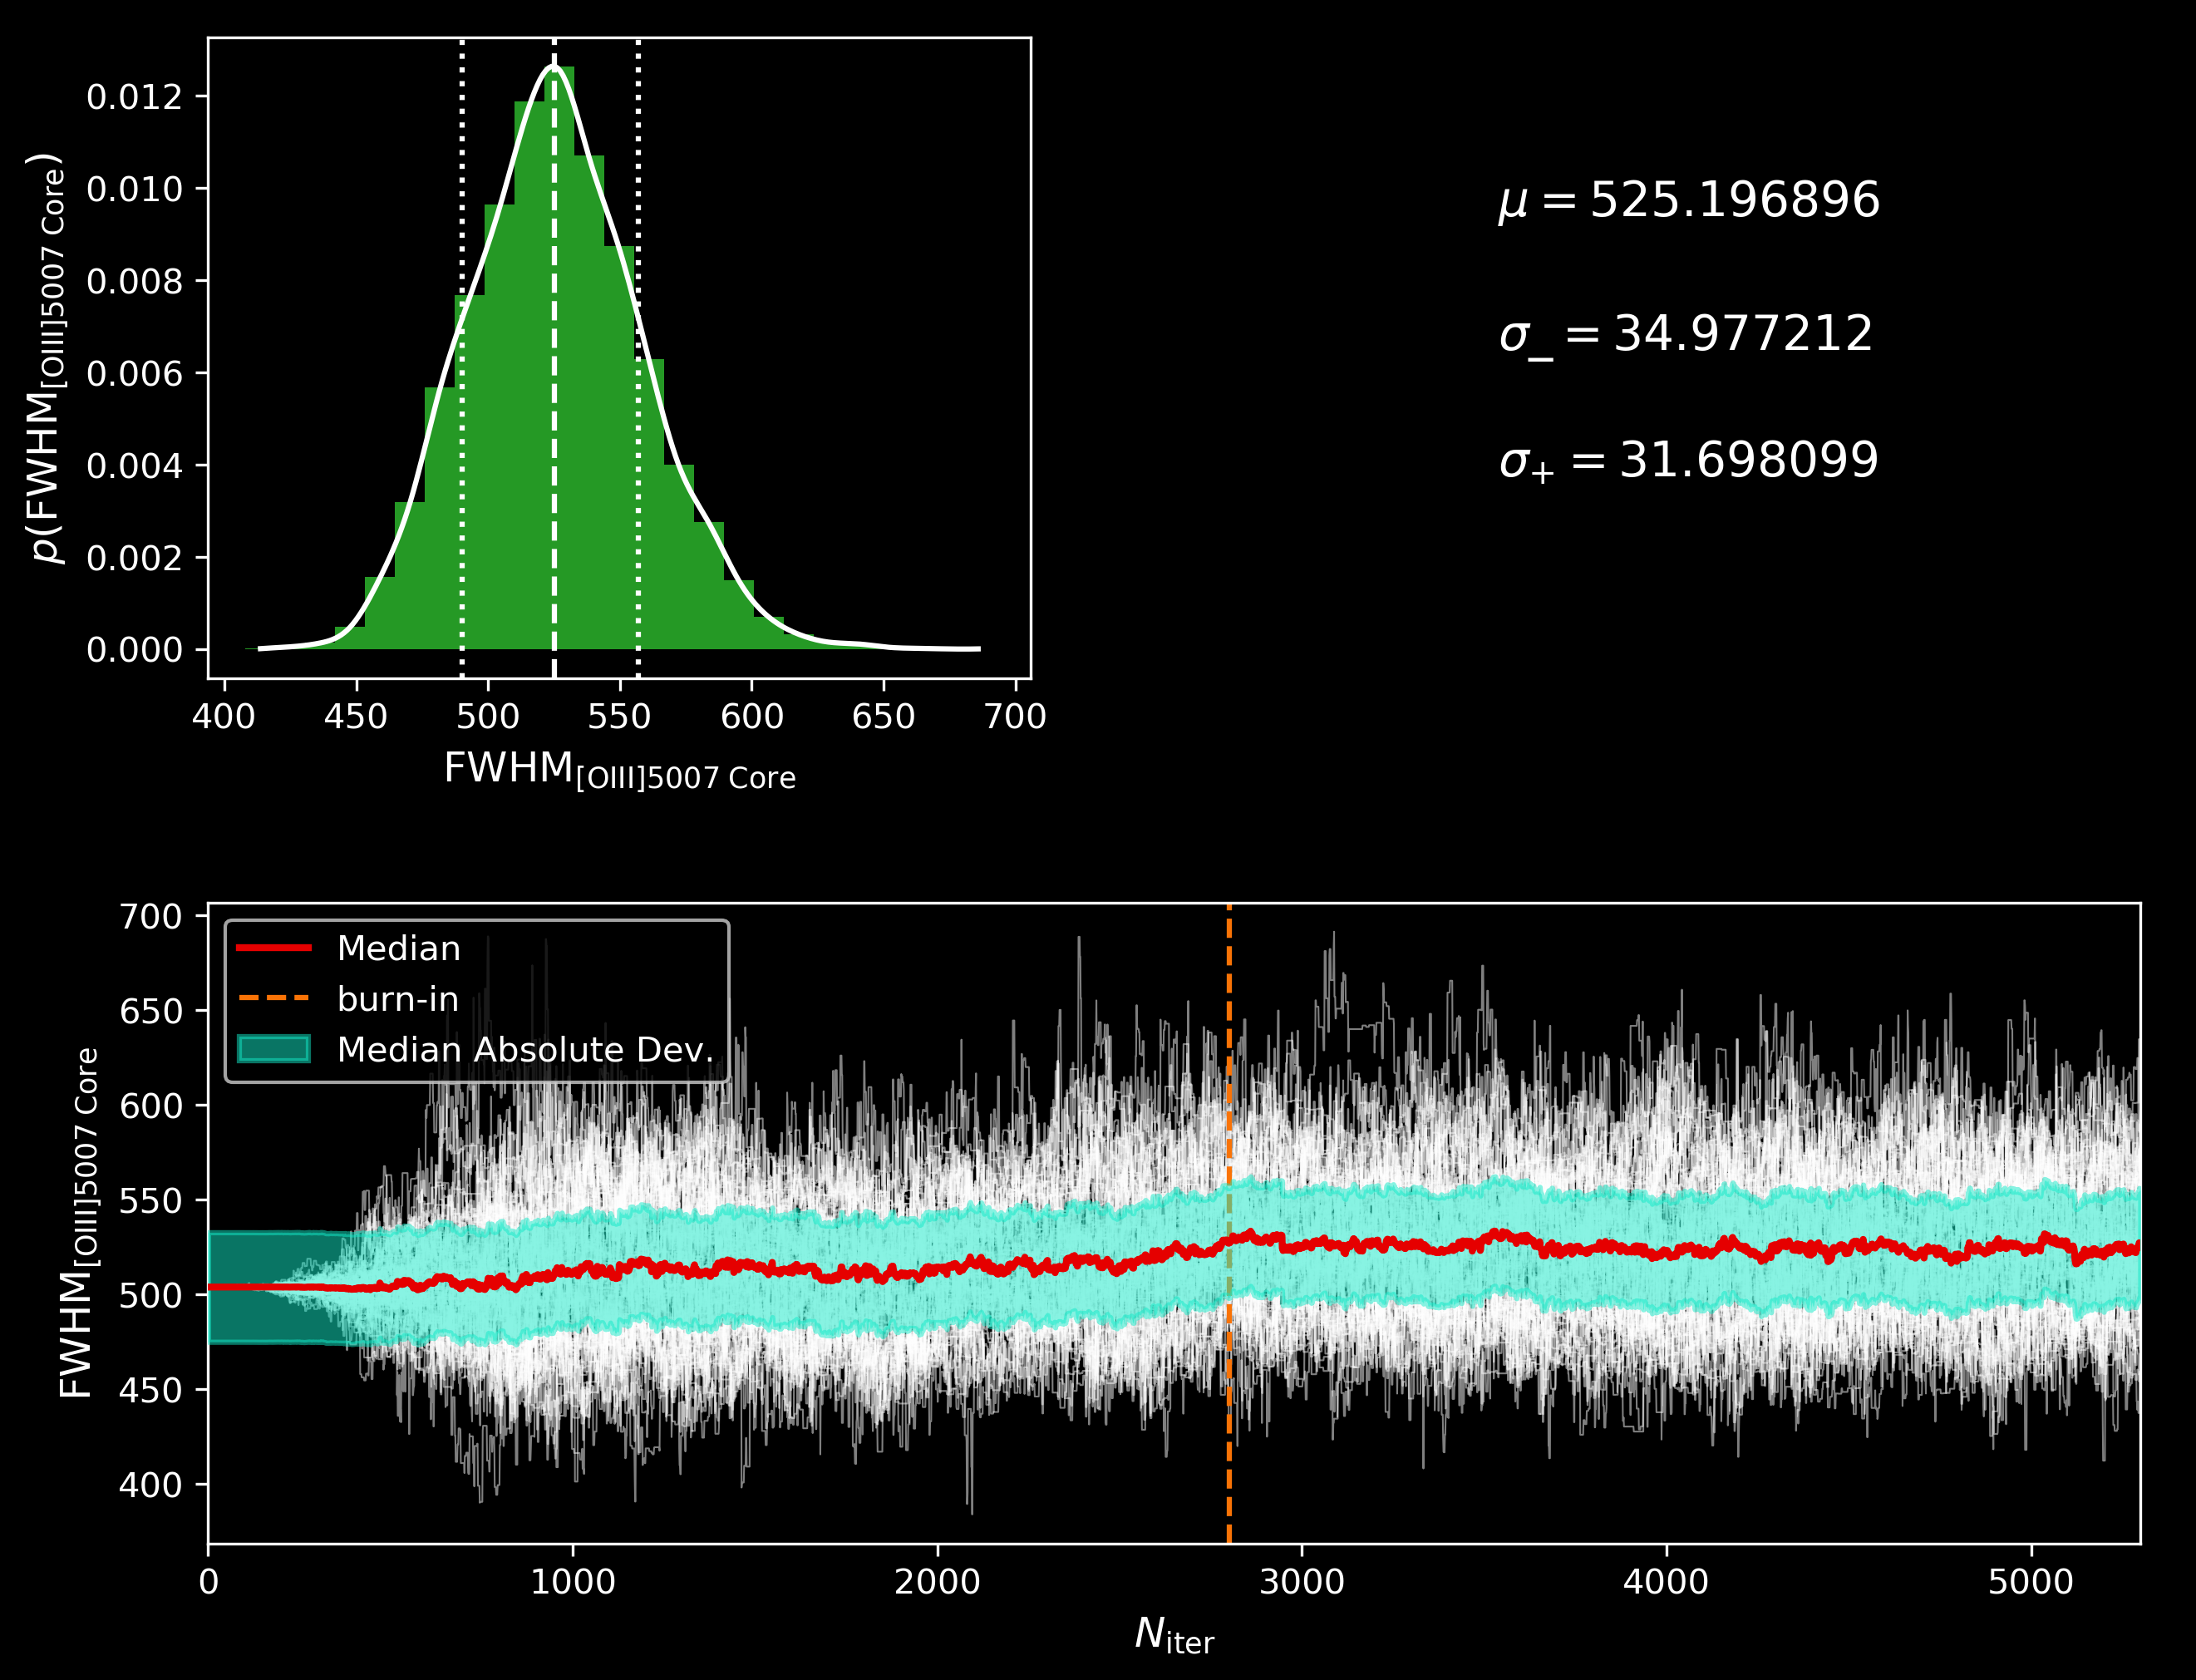 p(FWHM[OIII]5007 Core)
0.012
0.010
0.008
0.006
0.004
0.002
0.000
400 450 500 550 600 650 700
FWHM[OIII]5007 Core
μ = 525.196896
σ− = 34.977212
σ+ = 31.698099
FWHM[OIII]5007 Core
700
650
600
550
500
450
400
Median
burn-in
Median Absolute Dev.
0 1000 2000 3000 4000 5000
Niter